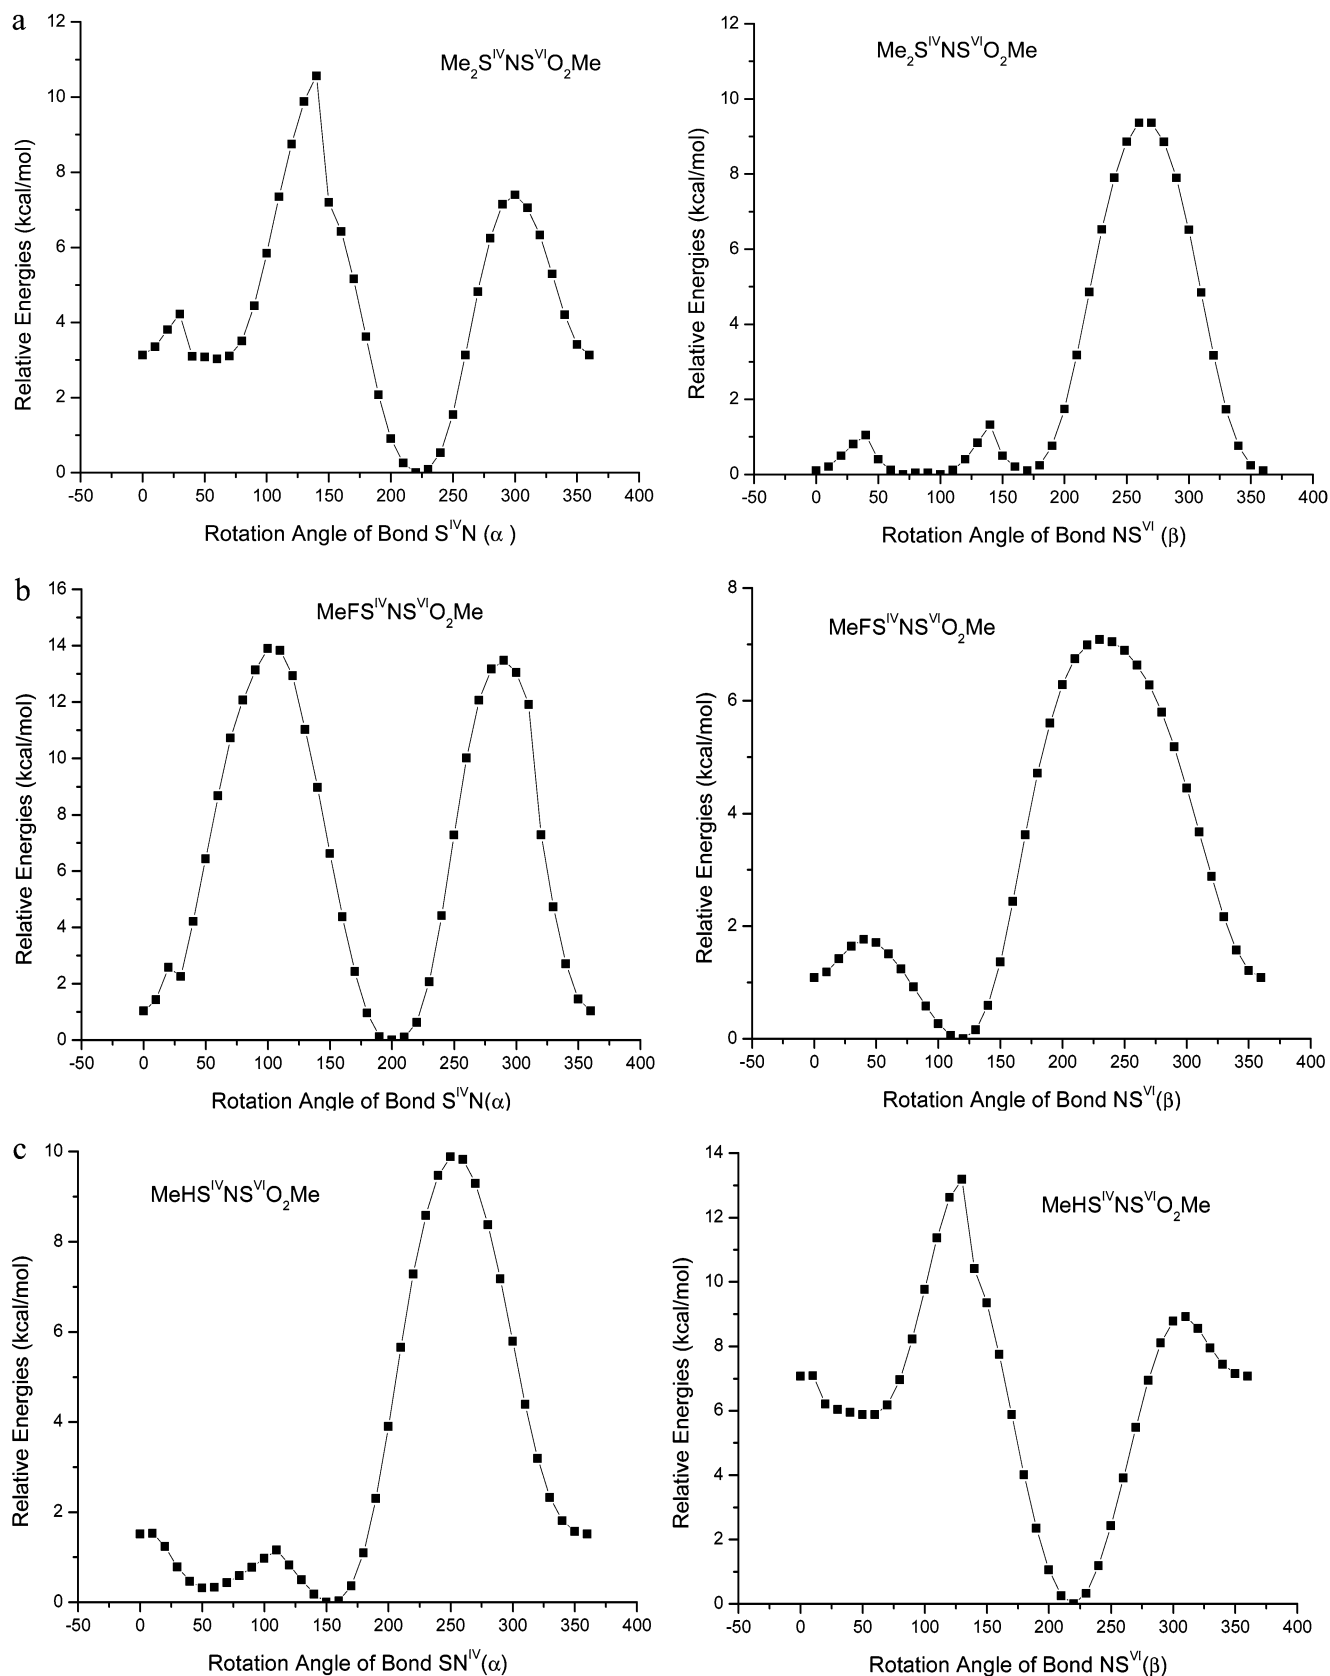 a
Me₂Sᴵⱽ NSⱽᴵO₂Me
12
10
8
6
4
2
0
-50 0 50 100 150 200 250 300 350 400
Relative Energies (kcal/mol)
Rotation Angle of Bond SᴵⱽN (α )
Me₂SᴵⱽNSⱽᴵO₂Me
12
10
8
6
4
2
0
-50 0 50 100 150 200 250 300 350 400
Relative Energies (kcal/mol)
Rotation Angle of Bond NSⱽᴵ (β)
b
MeFSᴵⱽNSⱽᴵO₂Me
16
14
12
10
8
6
4
2
0
-50 0 50 100 150 200 250 300 350 400
Relative Energies (kcal/mol)
Rotation Angle of Bond SᴵⱽN(α)
MeFSᴵⱽNSⱽᴵO₂Me
8
6
4
2
0
-50 0 50 100 150 200 250 300 350 400
Relative Energies (kcal/mol)
Rotation Angle of Bond NSⱽᴵ(β)
c
MeHSᴵⱽNSⱽᴵO₂Me
10
8
6
4
2
0
-50 0 50 100 150 200 250 300 350 400
Relative Energies (kcal/mol)
Rotation Angle of Bond SNᴵⱽ(α)
MeHSᴵⱽNSⱽᴵO₂Me
14
12
10
8
6
4
2
0
-50 0 50 100 150 200 250 300 350 400
Relative Energies (kcal/mol)
Rotation Angle of Bond NSⱽᴵ(β)